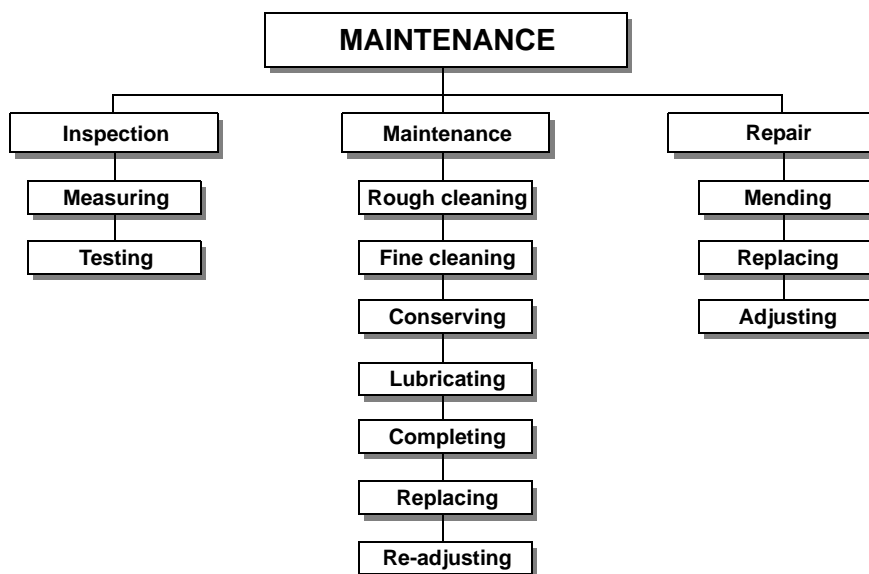 MAINTENANCE
Inspection
Measuring
Testing
Maintenance
Rough cleaning
Fine cleaning
Conserving
Lubricating
Completing
Replacing
Re-adjusting
Repair
Mending
Replacing
Adjusting